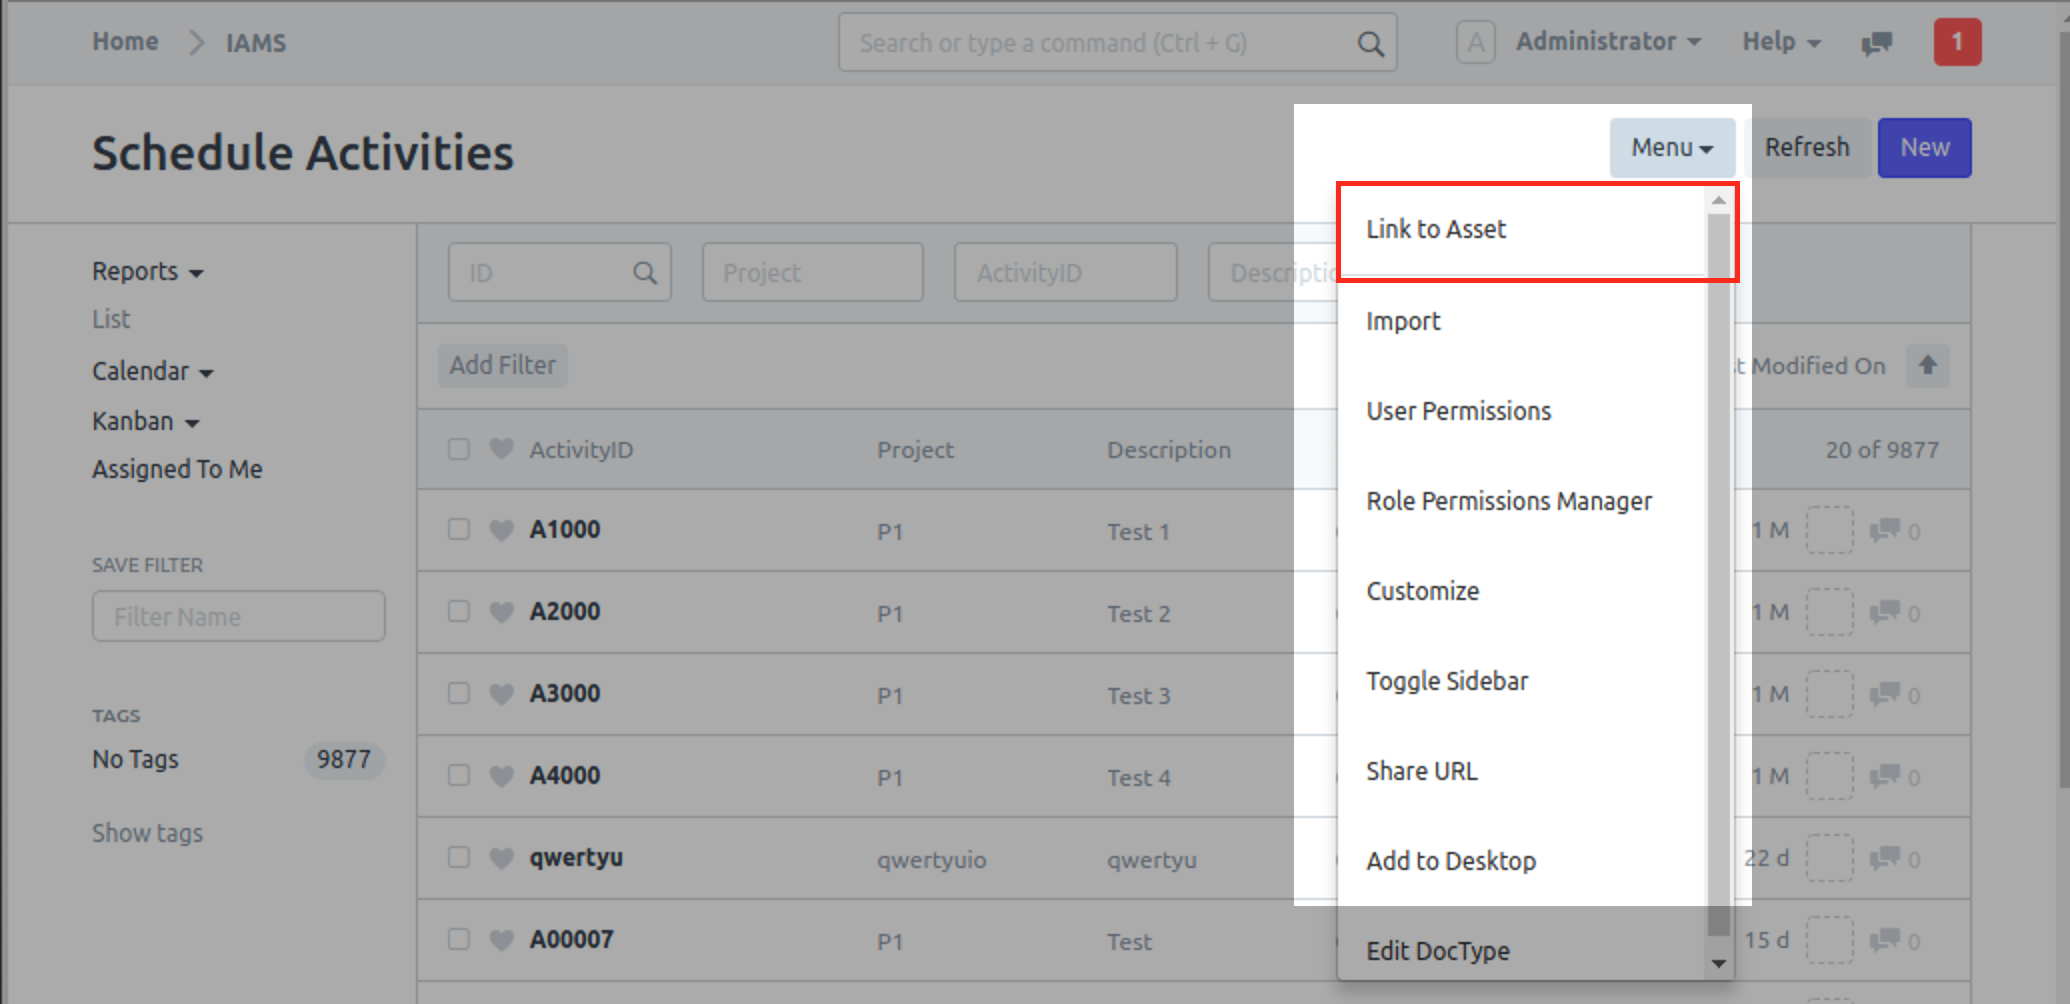 Home > IAMS Search or type a command (Ctrl + G) A Administrator Help 1
Schedule Activities Menu Refresh New
Link to Asset
Import
User Permissions
Role Permissions Manager
Customize
Toggle Sidebar
Share URL
Add to Desktop
Edit DocType
Reports
List
Calendar
Kanban
Assigned To Me
SAVE FILTER
Filter Name
TAGS
No Tags 9877
Show tags
ID Project ActivityID Descriptio
Add Filter t Modified On
ActivityID Project Description 20 of 9877
A1000 P1 Test 1 1 M 0
A2000 P1 Test 2 1 M 0
A3000 P1 Test 3 1 M 0
A4000 P1 Test 4 1 M 0
qwertyu qwertyuio qwertyu 22 d 0
A00007 P1 Test 15 d 0